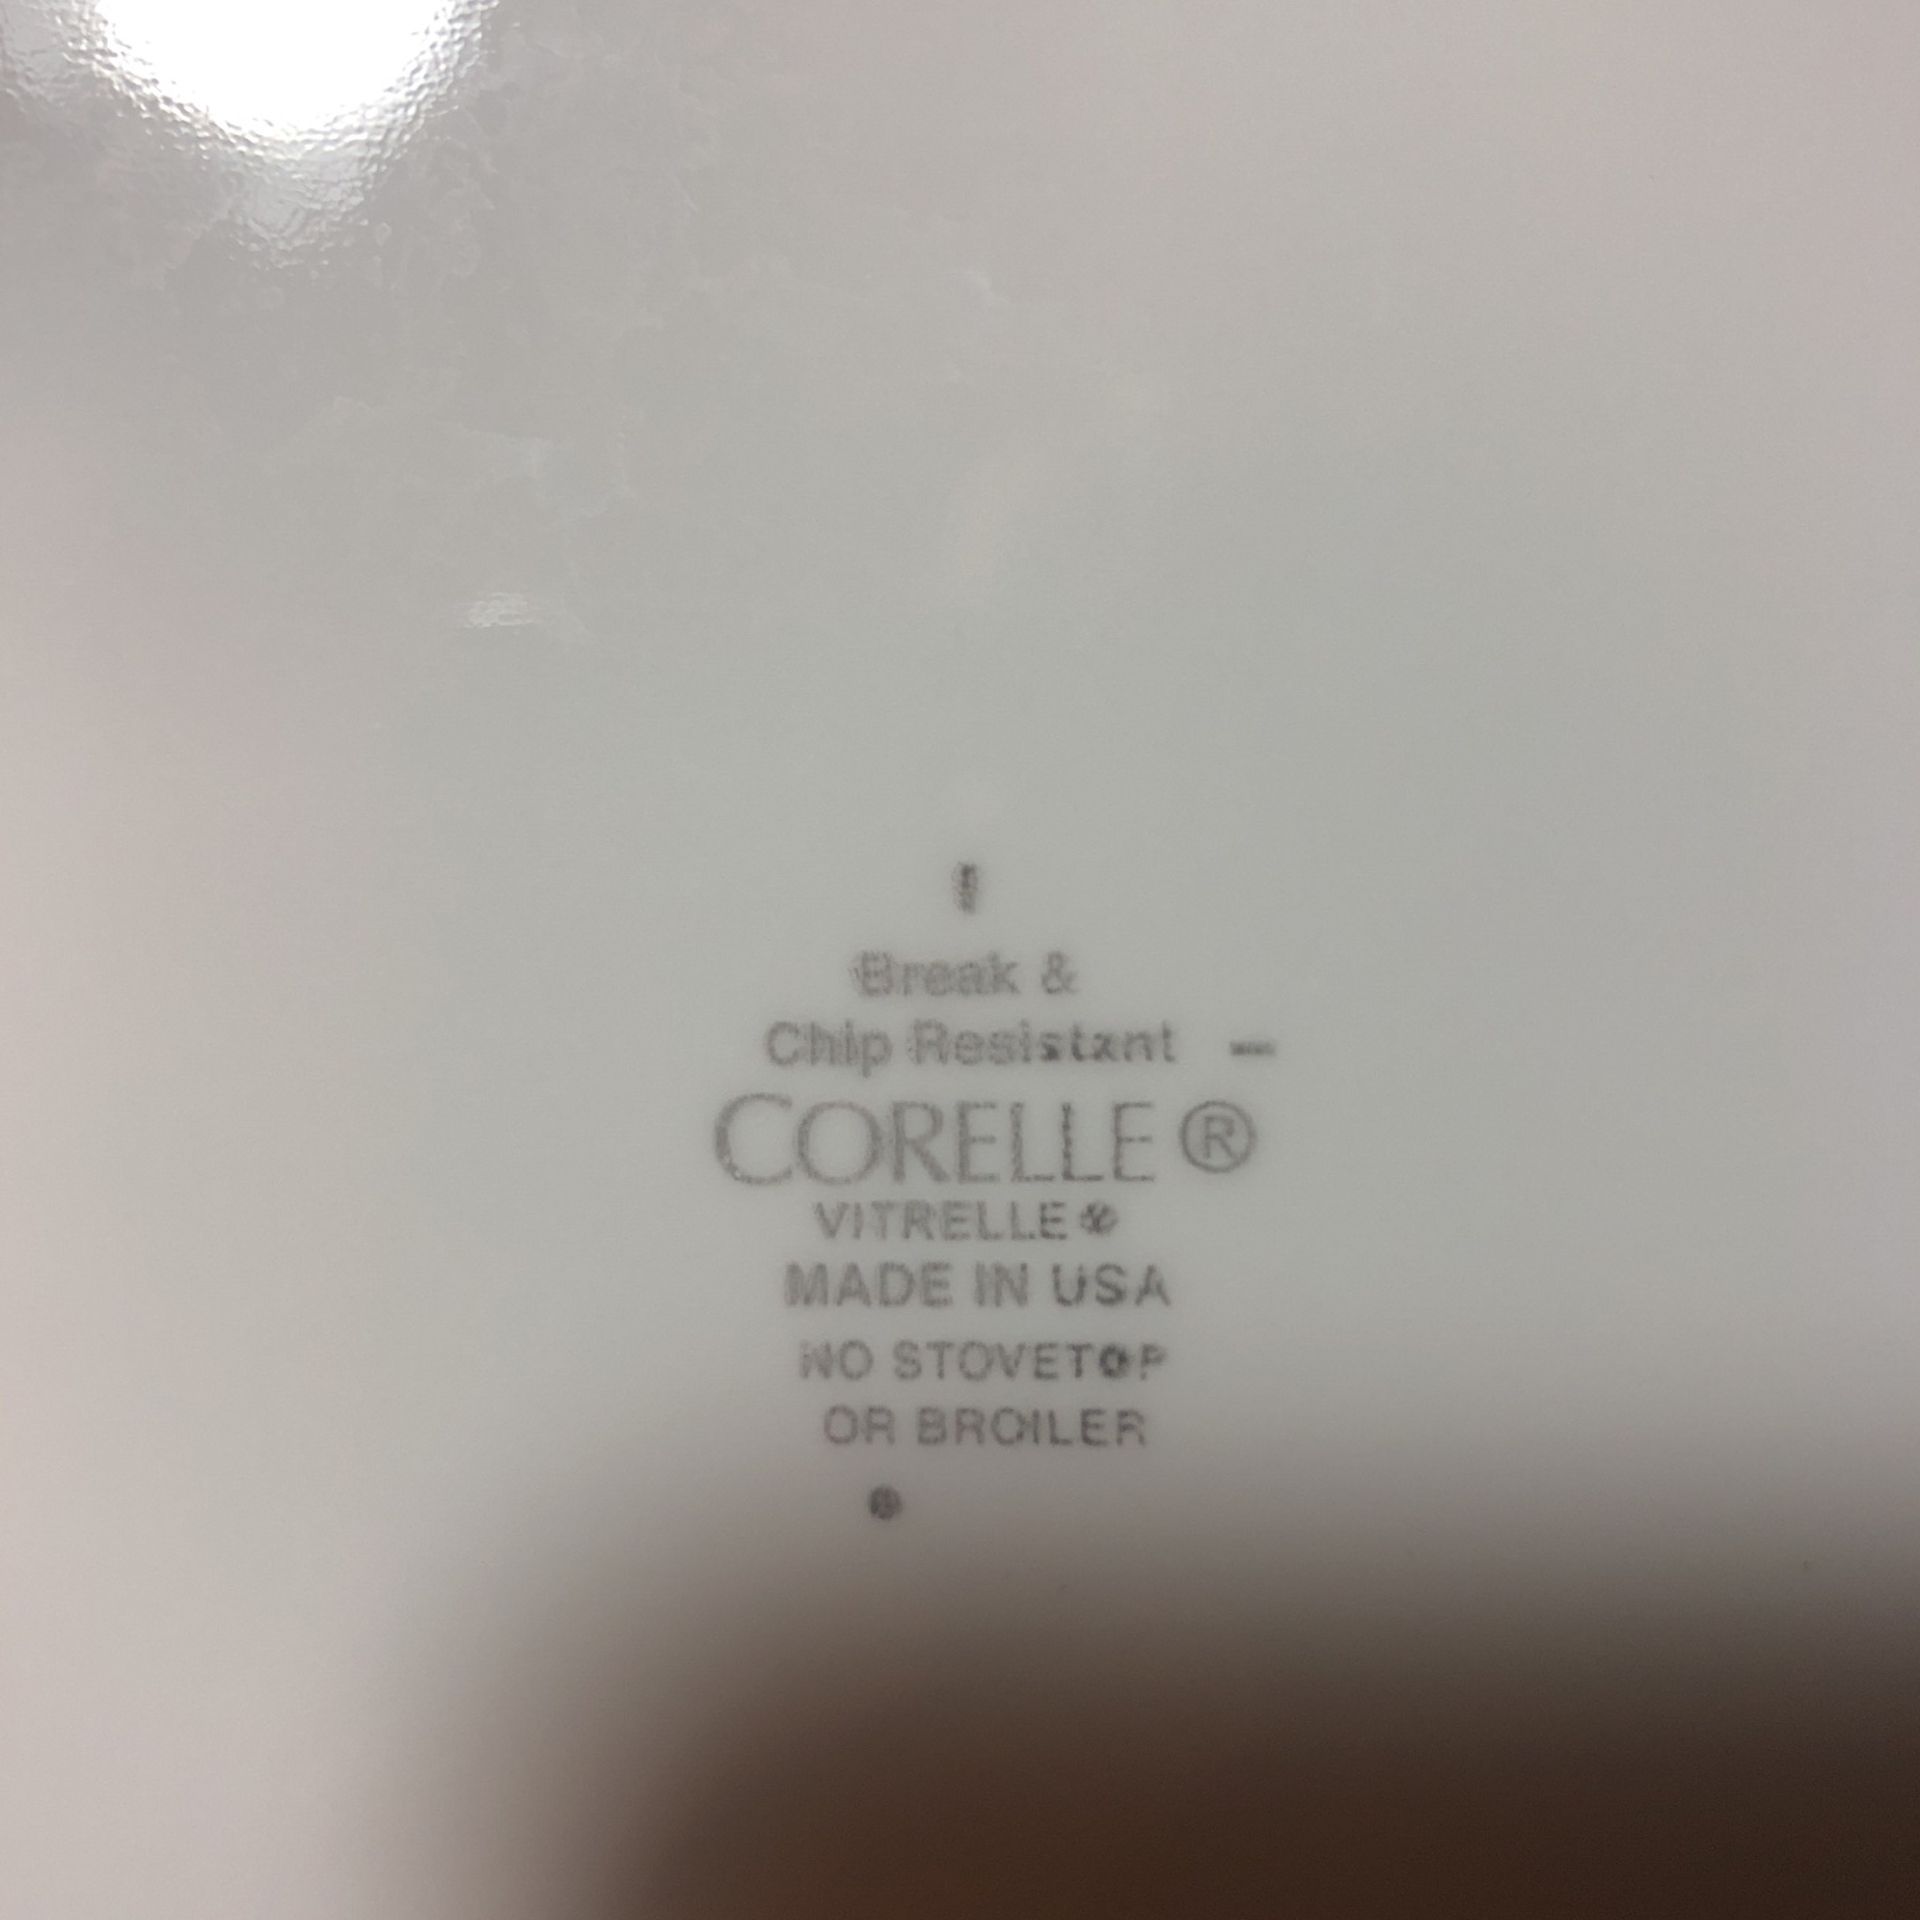 Break &
Chip Resistant -
CORELLE ®
VITRELLE®
MADE IN USA
NO STOVETOP
OR BROILER